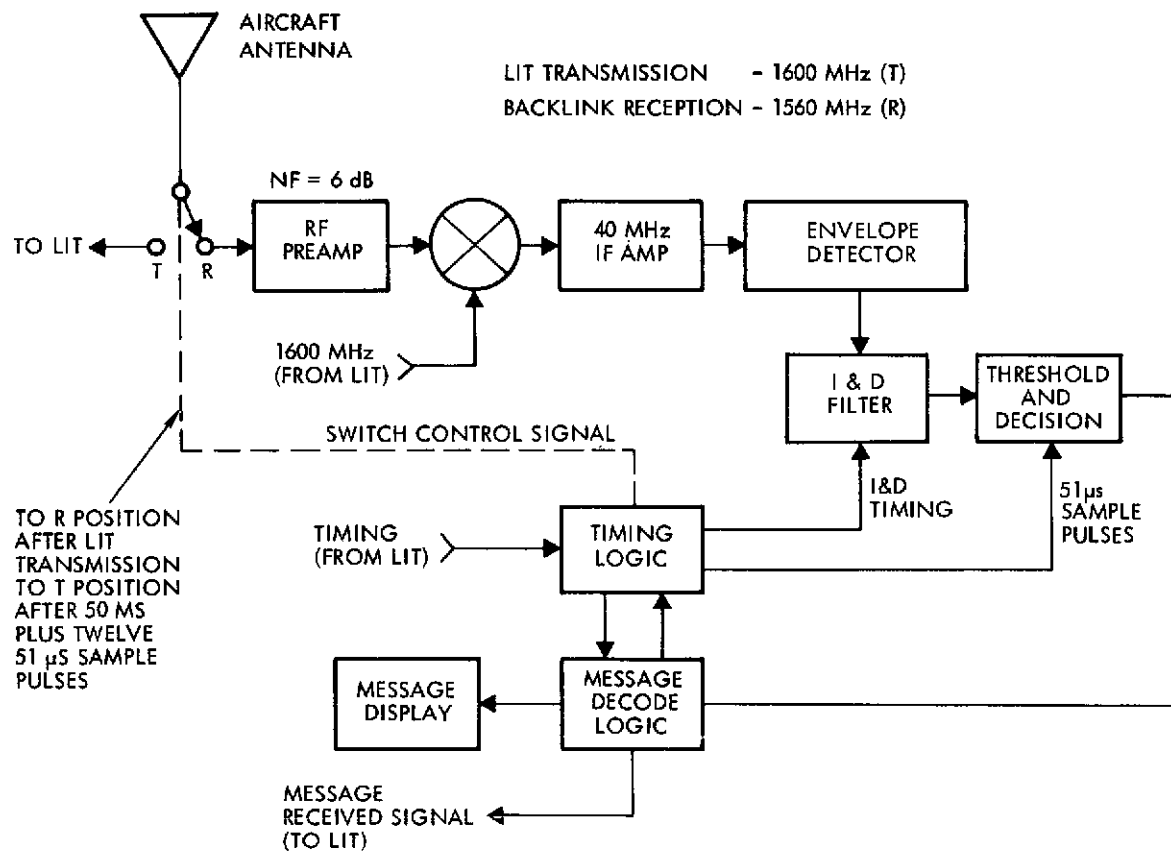 AIRCRAFT
ANTENNA
LIT TRANSMISSION - 1600 MHz (T)
BACKLINK RECEPTION - 1560 MHz (R)
NF = 6 dB
TO LIT
T
R
RF
PREAMP
40 MHz
IF AMP
ENVELOPE
DETECTOR
1600 MHz
(FROM LIT)
I & D
FILTER
THRESHOLD
AND
DECISION
SWITCH CONTROL SIGNAL
I&D
TIMING
51μs
SAMPLE
PULSES
TO R POSITION
AFTER LIT
TRANSMISSION
TO T POSITION
AFTER 50 MS
PLUS TWELVE
51 μS SAMPLE
PULSES
TIMING
(FROM LIT)
TIMING
LOGIC
MESSAGE
DISPLAY
MESSAGE
DECODE
LOGIC
MESSAGE
RECEIVED SIGNAL
(TO LIT)